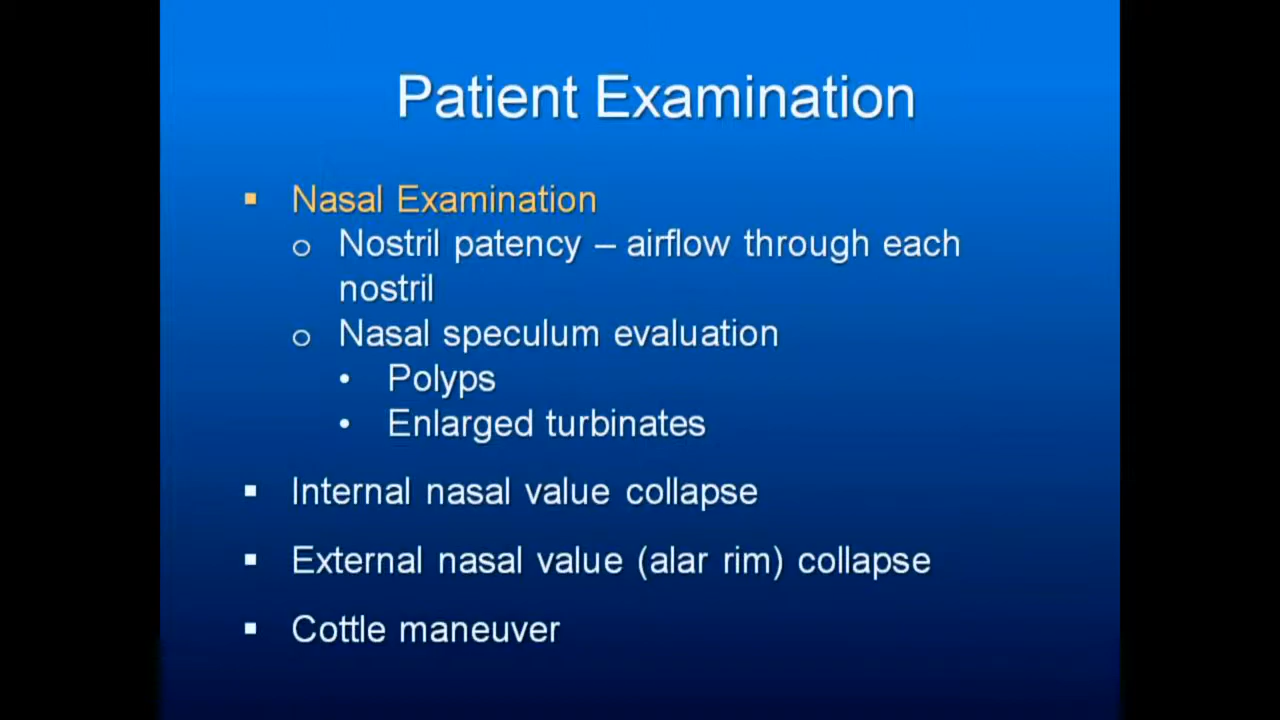 Patient Examination
▪ Nasal Examination
o Nostril patency – airflow through each
nostril
o Nasal speculum evaluation
• Polyps
• Enlarged turbinates
▪ Internal nasal value collapse
▪ External nasal value (alar rim) collapse
▪ Cottle maneuver